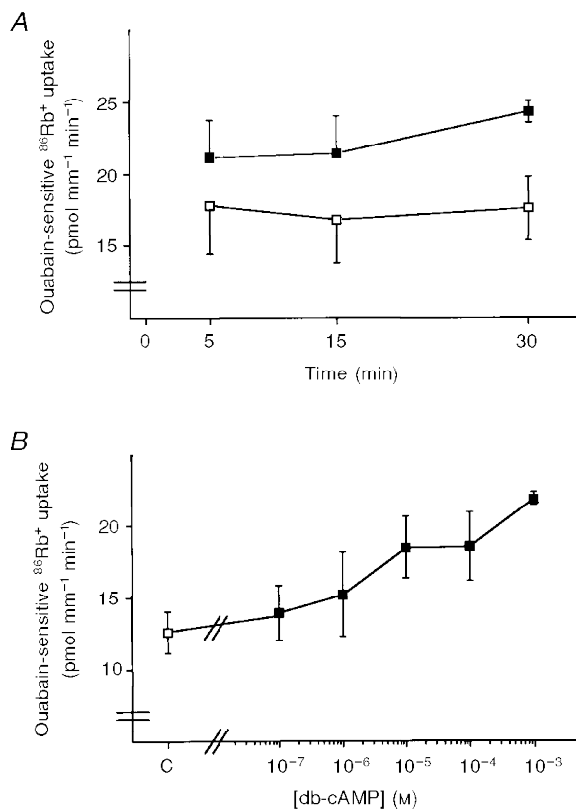 A
Ouabain-sensitive ⁸⁶Rb⁺ uptake
(pmol mm⁻¹ min⁻¹)
25
20
15
0 5 15 30
Time (min)
B
Ouabain-sensitive ⁸⁶Rb⁺ uptake
(pmol mm⁻¹ min⁻¹)
20
15
10
C 10⁻⁷ 10⁻⁶ 10⁻⁵ 10⁻⁴ 10⁻³
[db-cAMP] (M)